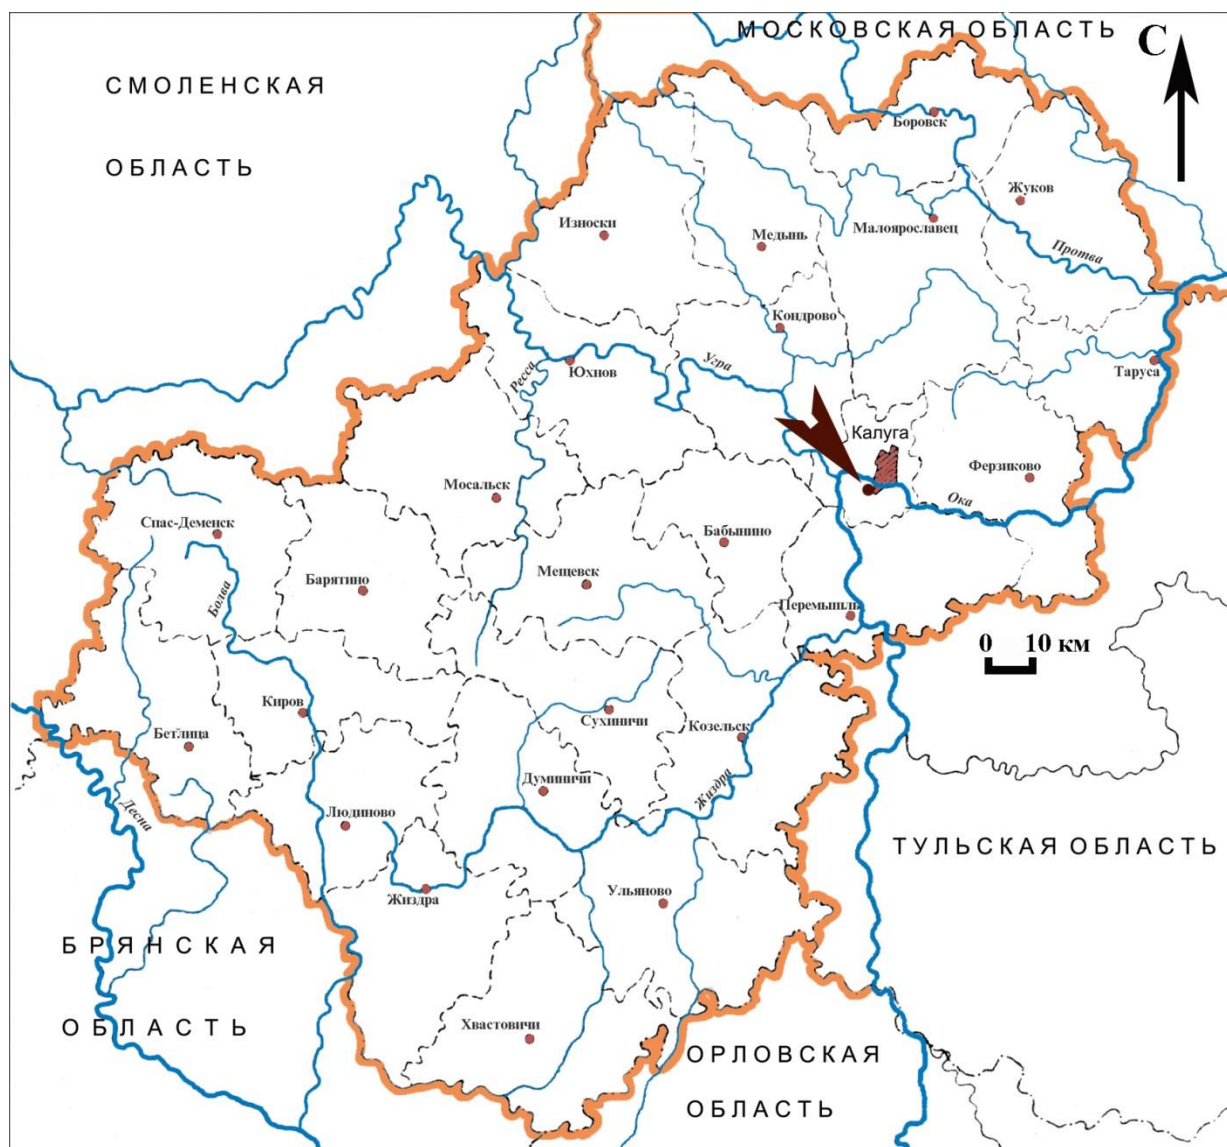 МОСКОВСКАЯ ОБЛАСТЬ
С
СМОЛЕНСКАЯ
ОБЛАСТЬ
Боровск
Жуков
Износки
Медынь
Малоярославец
Протва
Кондрово
Угра
Юхнов
Ресса
Таруса
Калуга
Ферзиково
Мосальск
Ока
Спас-Деменск
Бабынино
Барятино
Болва
Мещевск
Перемышль
0 10 км
Киров
Сухиничи
Козельск
Бетлица
Думиничи
Жиздра
Десна
Людиново
ТУЛЬСКАЯ ОБЛАСТЬ
Жиздра
Ульяново
БРЯНСКАЯ
ОБЛАСТЬ
Хвастовичи
ОРЛОВСКАЯ
ОБЛАСТЬ